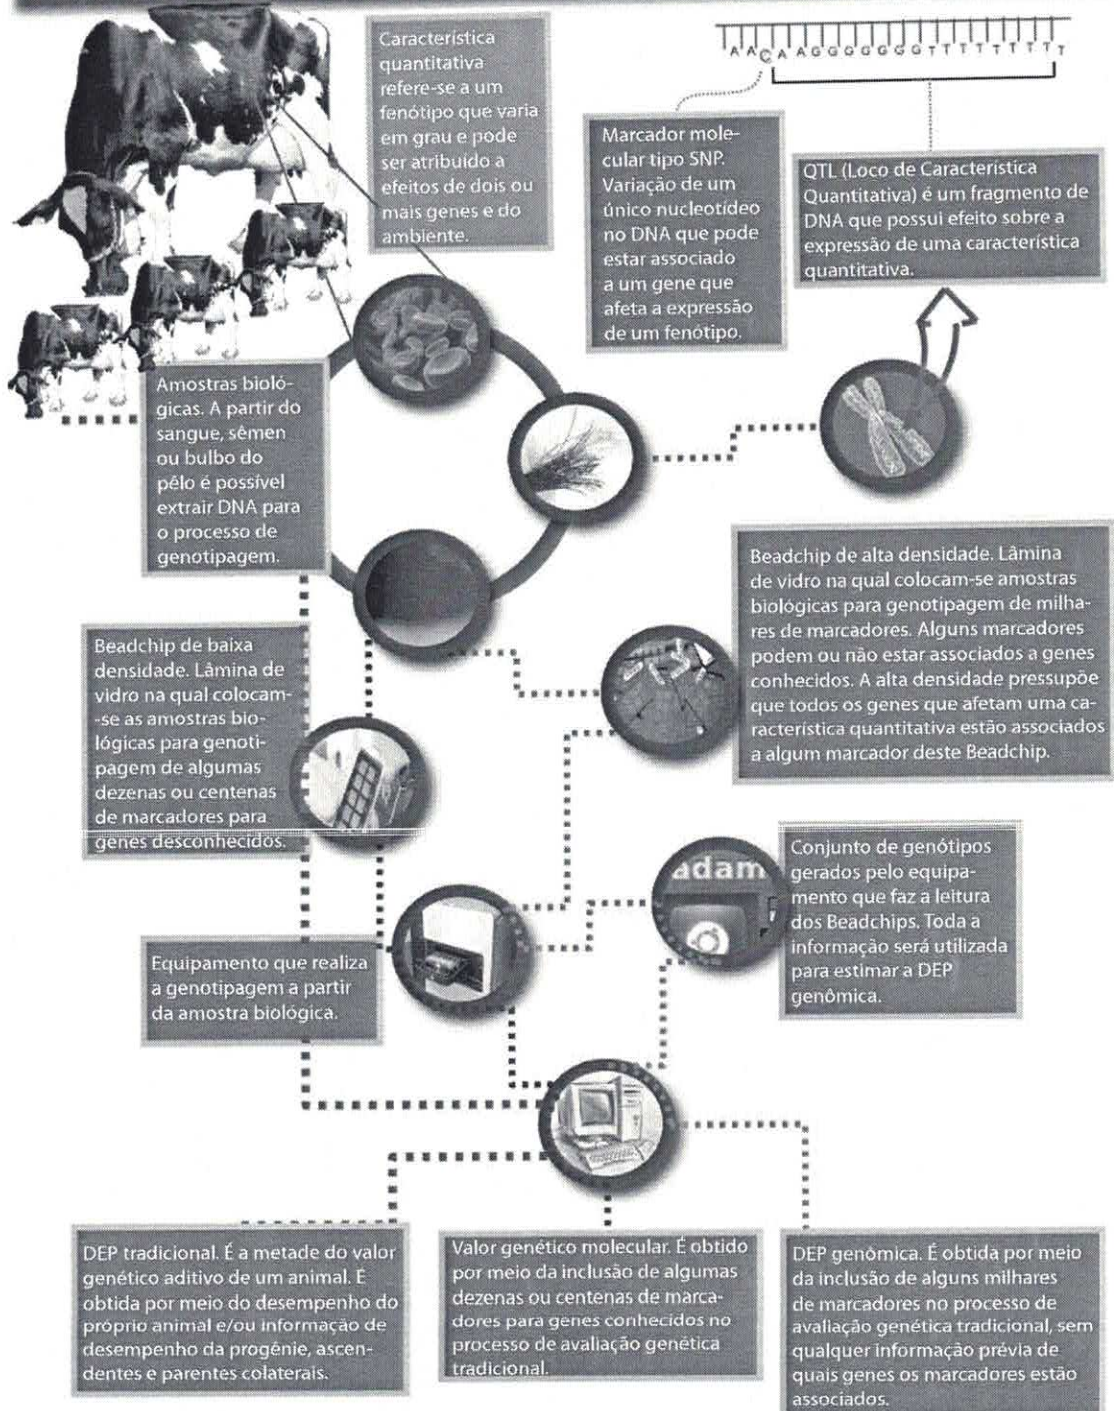 Característica
quantitativa
refere-se a um
fenótipo que varia
em grau e pode
ser atribuído a
efeitos de dois ou
mais genes e do
ambiente.
A A C A A G G G G G G G T T T T T T T T T
Marcador mole-
cular tipo SNP.
Variação de um
único nucleotídeo
no DNA que pode
estar associado
a um gene que
afeta a expressão
de um fenótipo.
QTL (Loco de Característica
Quantitativa) é um fragmento de
DNA que possui efeito sobre a
expressão de uma característica
quantitativa.
Amostras bioló-
gicas. A partir do
sangue, sêmen
ou bulbo do
pêlo é possível
extrair DNA para
o processo de
genotipagem.
Beadchip de alta densidade. Lâmina
de vidro na qual colocam-se amostras
biológicas para genotipagem de milha-
res de marcadores. Alguns marcadores
podem ou não estar associados a genes
conhecidos. A alta densidade pressupõe
que todos os genes que afetam uma ca-
racterística quantitativa estão associados
a algum marcador deste Beadchip.
Beadchip de baixa
densidade. Lâmina de
vidro na qual colocam-
-se as amostras bio-
lógicas para genoti-
pagem de algumas
dezenas ou centenas
de marcadores para
genes desconhecidos.
adam
Conjunto de genótipos
gerados pelo equipa-
mento que faz a leitura
dos Beadchips. Toda a
informação será utilizada
para estimar a DEP
genômica.
Equipamento que realiza
a genotipagem a partir
da amostra biológica.
DEP tradicional. É a metade do valor
genético aditivo de um animal. É
obtida por meio do desempenho do
próprio animal e/ou informação de
desempenho da progênie, ascen-
dentes e parentes colaterais.
Valor genético molecular. É obtido
por meio da inclusão de algumas
dezenas ou centenas de marca-
dores para genes conhecidos no
processo de avaliação genética
tradicional.
DEP genômica. É obtida por meio
da inclusão de alguns milhares
de marcadores no processo de
avaliação genética tradicional, sem
qualquer informação prévia de
quais genes os marcadores estão
associados.